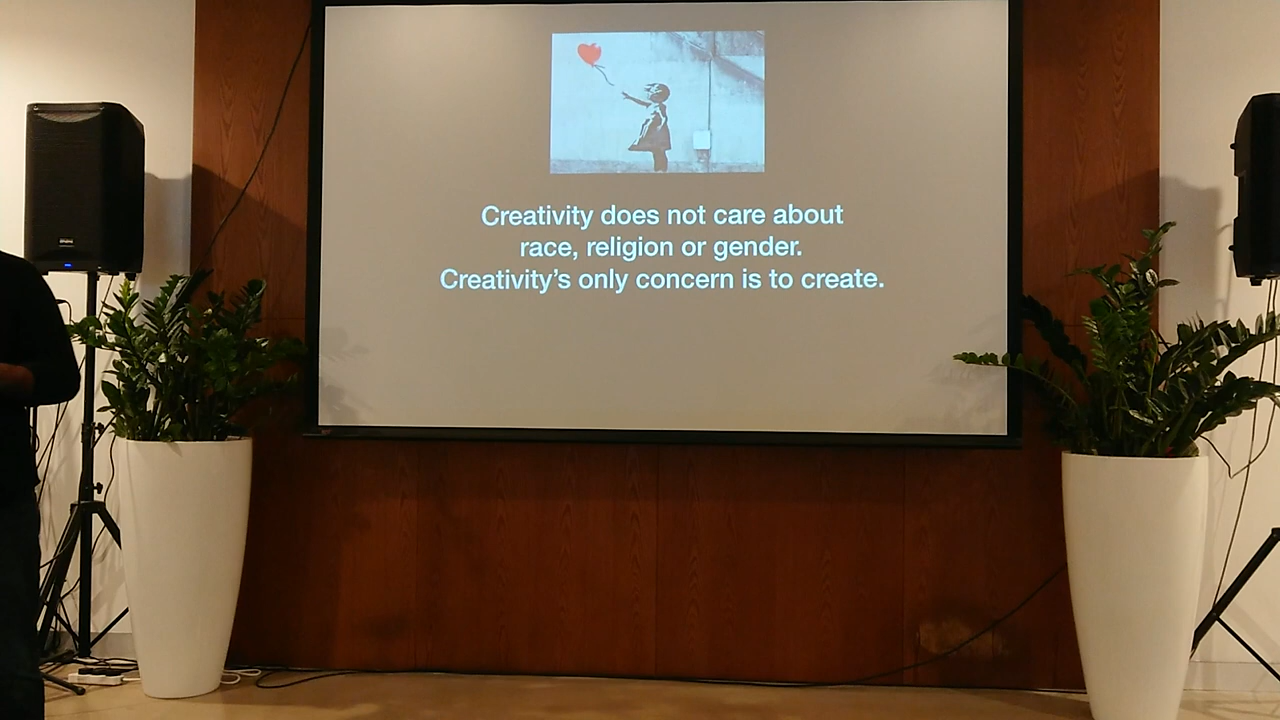 Creativity does not care about
race, religion or gender.
Creativity's only concern is to create.